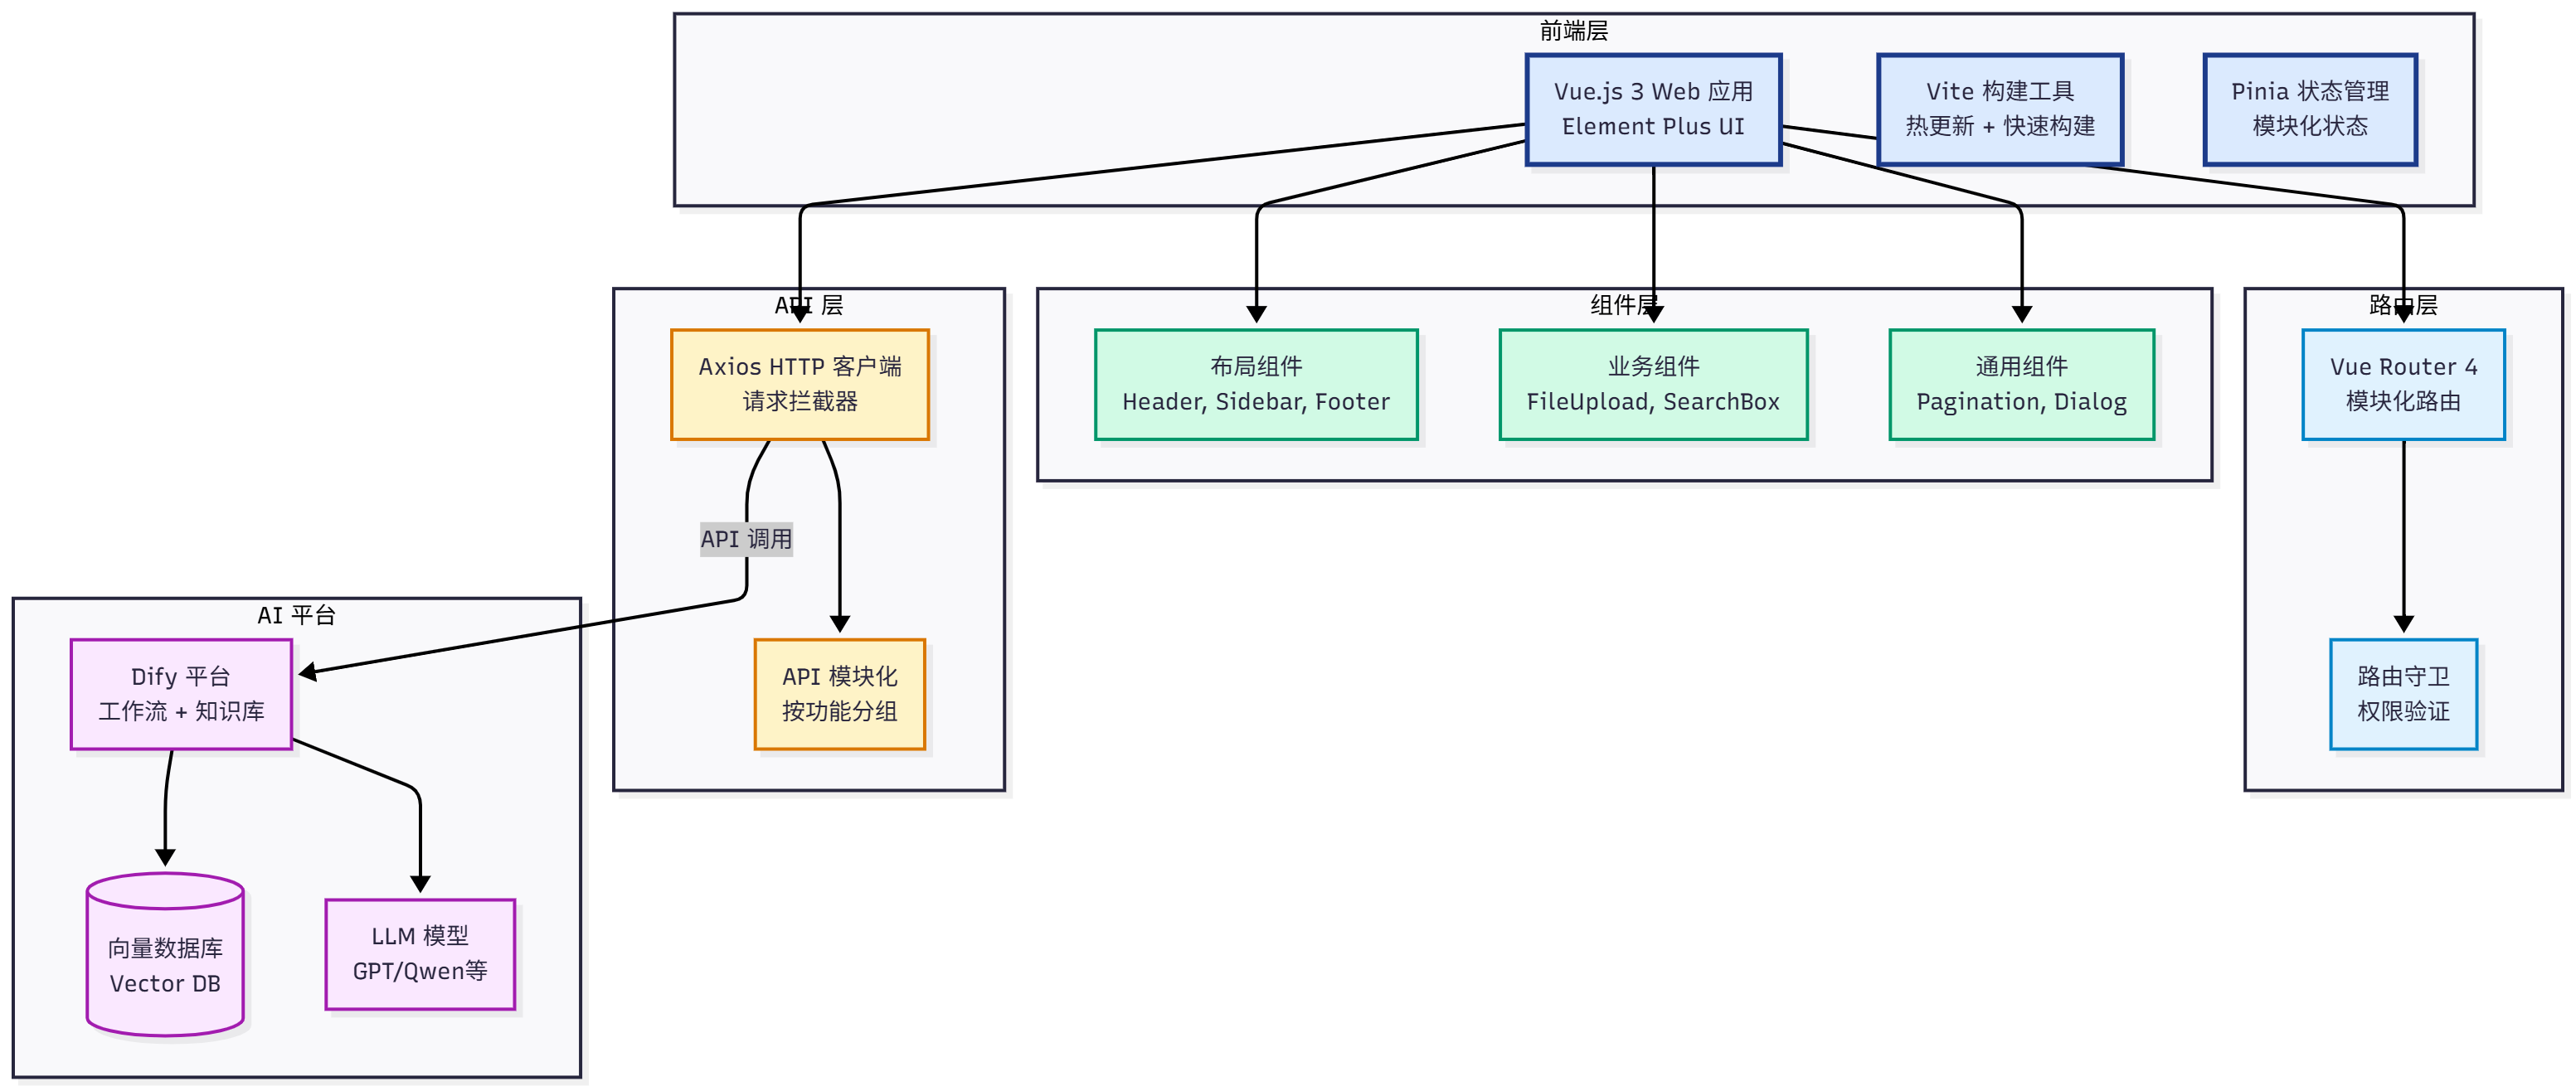 前端层
Vue.js 3 Web 应用
Element Plus UI
Vite 构建工具
热更新 + 快速构建
Pinia 状态管理
模块化状态
API 层
Axios HTTP 客户端
请求拦截器
API 调用
API 模块化
按功能分组
组件层
布局组件
Header, Sidebar, Footer
业务组件
FileUpload, SearchBox
通用组件
Pagination, Dialog
路由层
Vue Router 4
模块化路由
路由守卫
权限验证
AI 平台
Dify 平台
工作流 + 知识库
向量数据库
Vector DB
LLM 模型
GPT/Qwen等